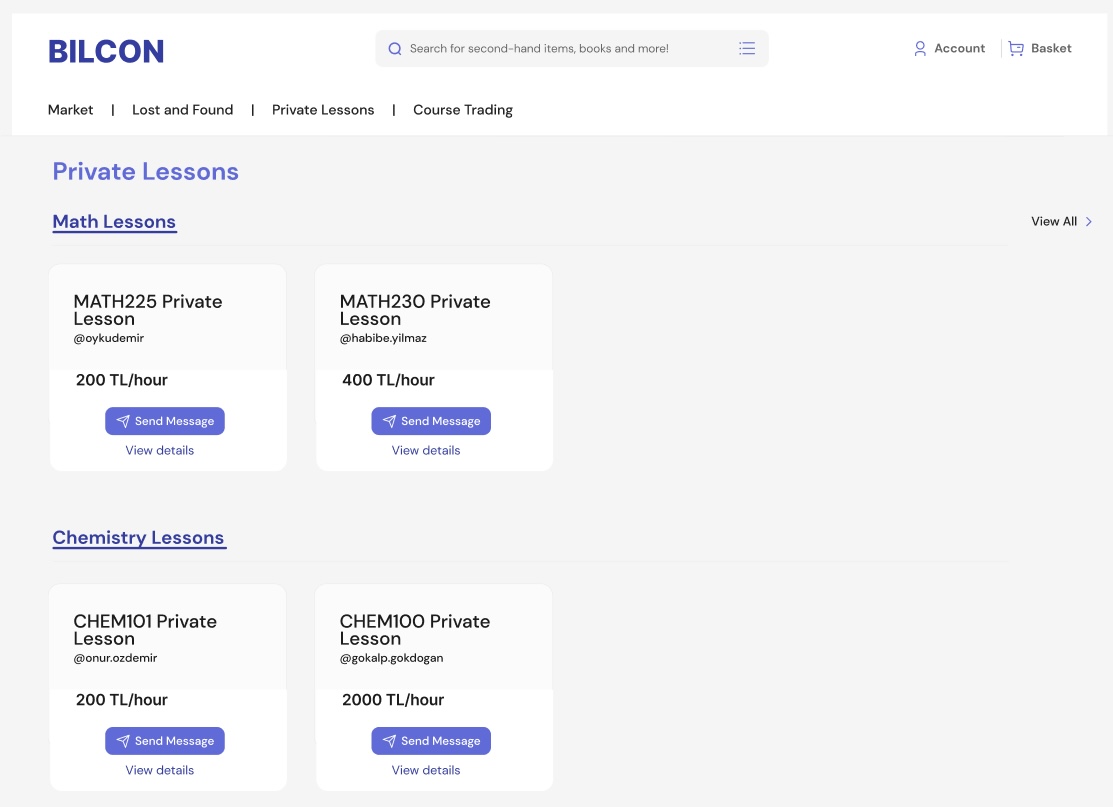 BILCON
Search for second-hand items, books and more!
Account
Basket
Market | Lost and Found | Private Lessons | Course Trading
Private Lessons
Math Lessons
View All
MATH225 Private
Lesson
@oykudemir
200 TL/hour
Send Message
View details
MATH230 Private
Lesson
@habibe.yilmaz
400 TL/hour
Send Message
View details
Chemistry Lessons
CHEM101 Private
Lesson
@onur.ozdemir
200 TL/hour
Send Message
View details
CHEM100 Private
Lesson
@gokalp.gokdogan
2000 TL/hour
Send Message
View details